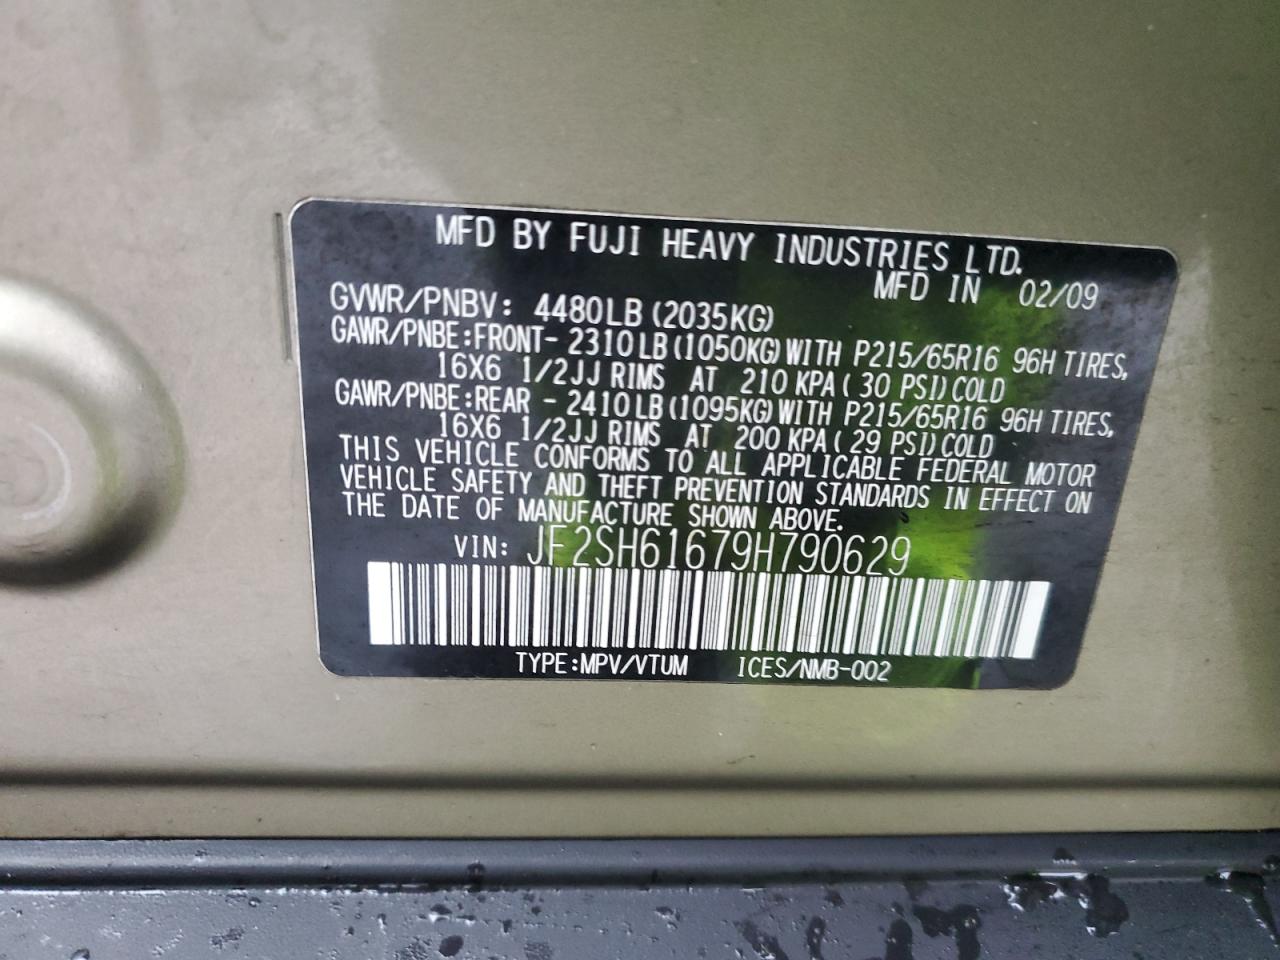 MFD BY FUJI HEAVY INDUSTRIES LTD.
MFD IN 02/09
GVWR/PNBV: 4480LB (2035KG)
GAWR/PNBE:FRONT- 2310LB (1050KG) WITH P215/65R16 96H TIRES,
16X6 1/2JJ RIMS AT 210 KPA ( 30 PSI) COLD
GAWR/PNBE:REAR - 2410LB (1095KG) WITH P215/65R16 96H TIRES,
16X6 1/2JJ RIMS AT 200 KPA ( 29 PSI) COLD
THIS VEHICLE CONFORMS TO ALL APPLICABLE FEDERAL MOTOR
VEHICLE SAFETY AND THEFT PREVENTION STANDARDS IN EFFECT ON
THE DATE OF MANUFACTURE SHOWN ABOVE.
VIN: JF2SH61679H790629
TYPE:MPV/VTUM ICES/NMB-002